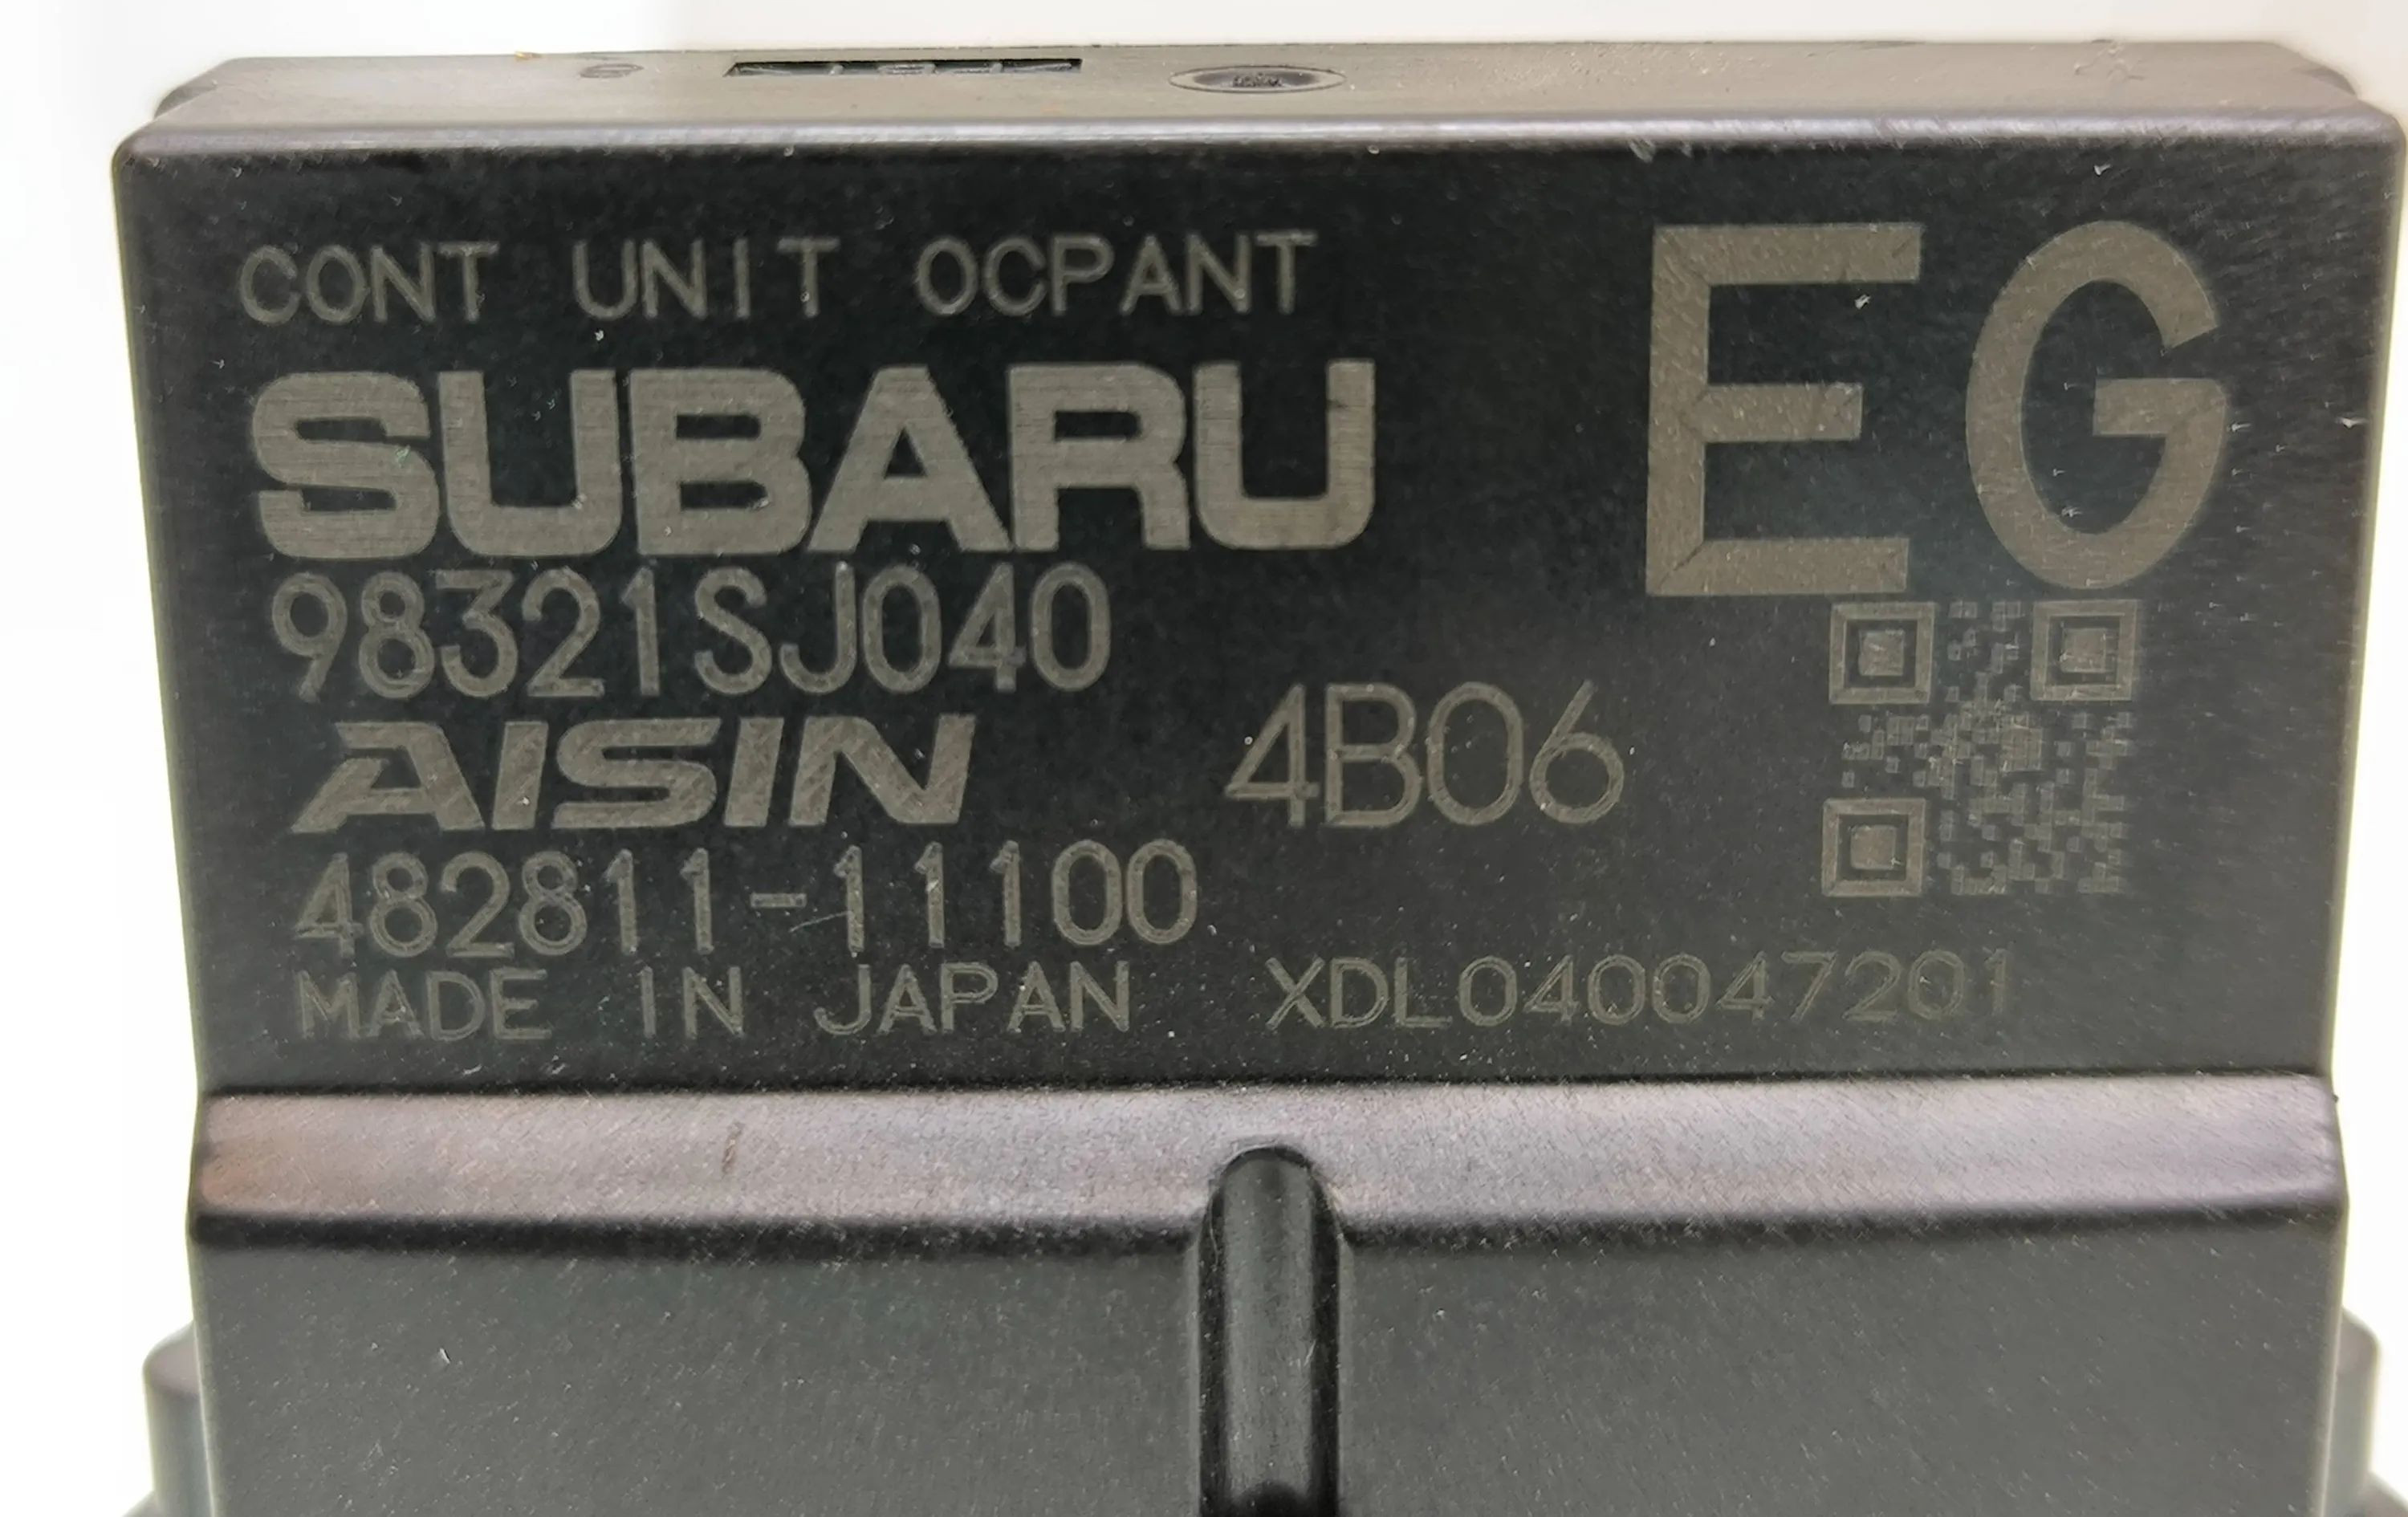 CONT UNIT OCPANT
EG
SUBARU
98321SJ040
AISIN
4B06
482811-11100
MADE IN JAPAN
XDL040047201